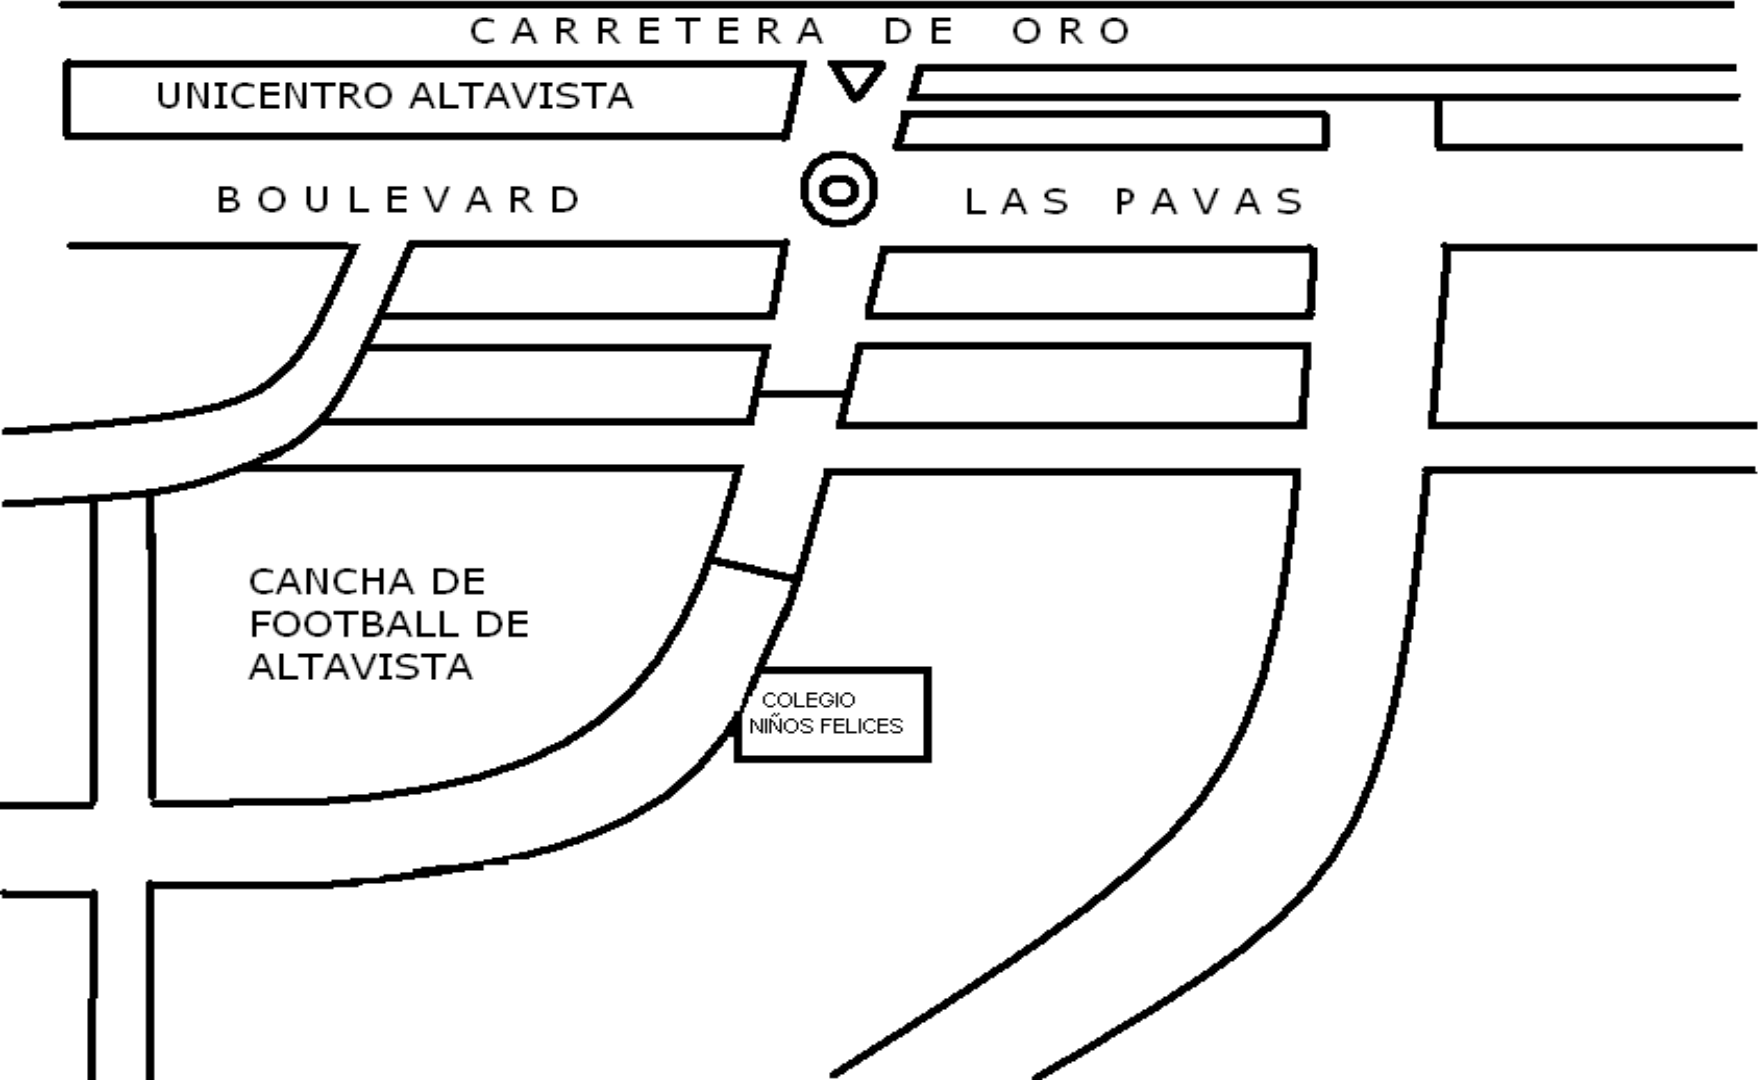 CARRETERA DE ORO
UNICENTRO ALTAVISTA
BOULEVARD LAS PAVAS
CANCHA DE
FOOTBALL DE
ALTAVISTA
COLEGIO
NIÑOS FELICES